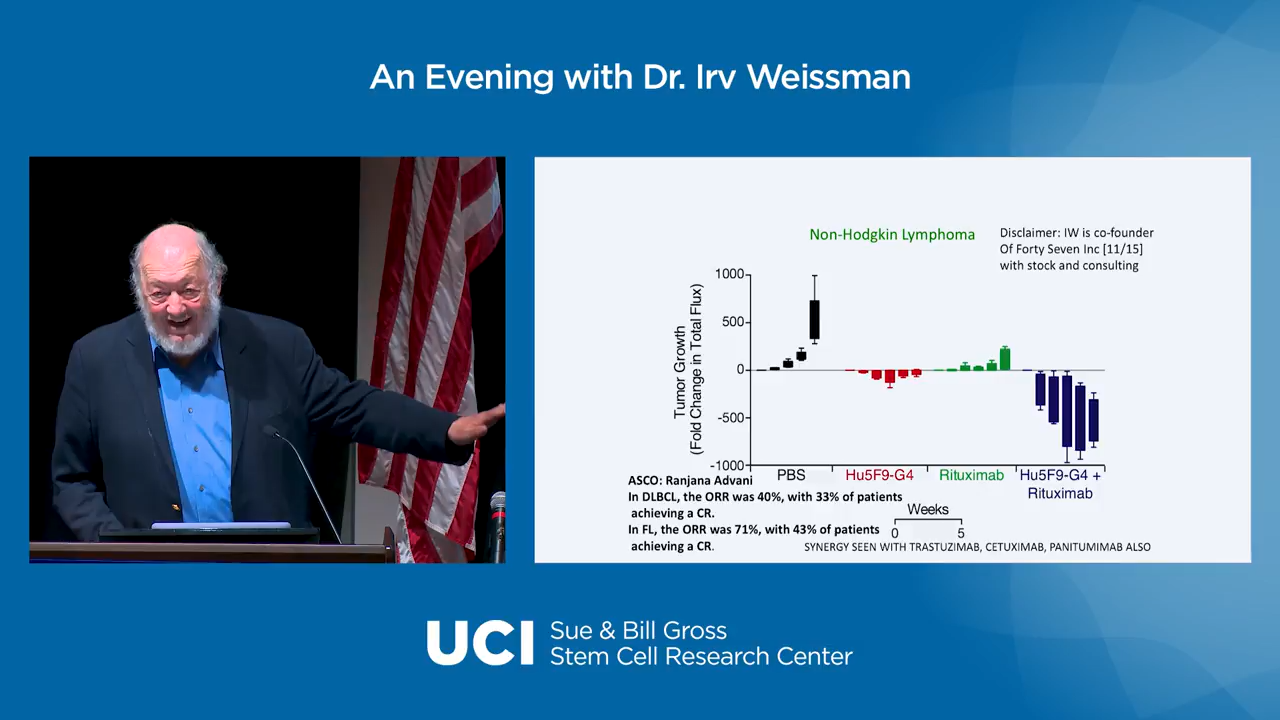 An Evening with Dr. Irv Weissman
Non-Hodgkin Lymphoma
Disclaimer: IW is co-founder
Of Forty Seven Inc [11/15]
with stock and consulting
Tumor Growth
(Fold Change in Total Flux)
1000
500
0
-500
-1000
PBS
Hu5F9-G4
Rituximab
Hu5F9-G4 +
Rituximab
ASCO: Ranjana Advani
In DLBCL, the ORR was 40%, with 33% of patients
achieving a CR.
In FL, the ORR was 71%, with 43% of patients
achieving a CR.
Weeks
0 5
SYNERGY SEEN WITH TRASTUZIMAB, CETUXIMAB, PANITUMIMAB ALSO
UCI
Sue & Bill Gross
Stem Cell Research Center